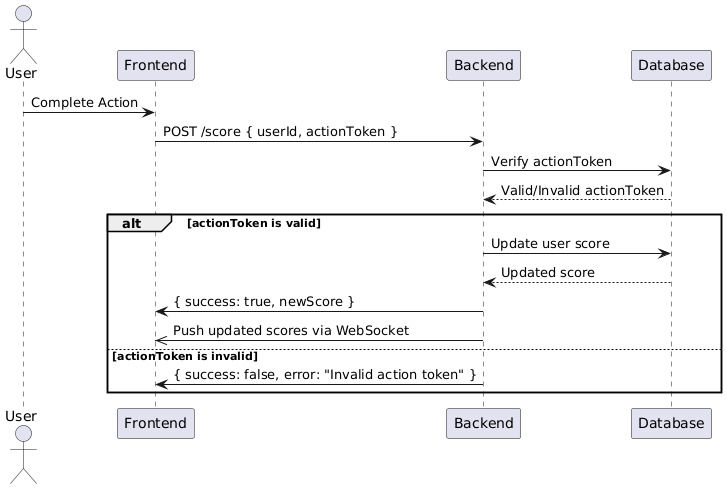 User
Frontend
Backend
Database
Complete Action
POST /score { userId, actionToken }
Verify actionToken
Valid/Invalid actionToken
alt
[actionToken is valid]
Update user score
Updated score
{ success: true, newScore }
Push updated scores via WebSocket
[actionToken is invalid]
{ success: false, error: "Invalid action token" }
User
Frontend
Backend
Database